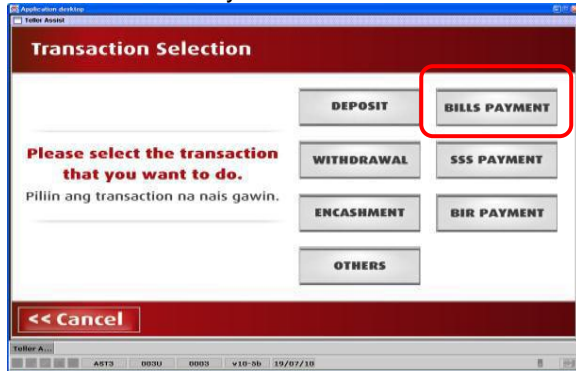 Application desktop
Teller Assist
Transaction Selection
DEPOSIT
BILLS PAYMENT
Please select the transaction
that you want to do.
Piliin ang transaction na nais gawin.
WITHDRAWAL
SSS PAYMENT
ENCASHMENT
BIR PAYMENT
OTHERS
<< Cancel
Teller A...
AST3 003U 0003 v10-5b 19/07/10